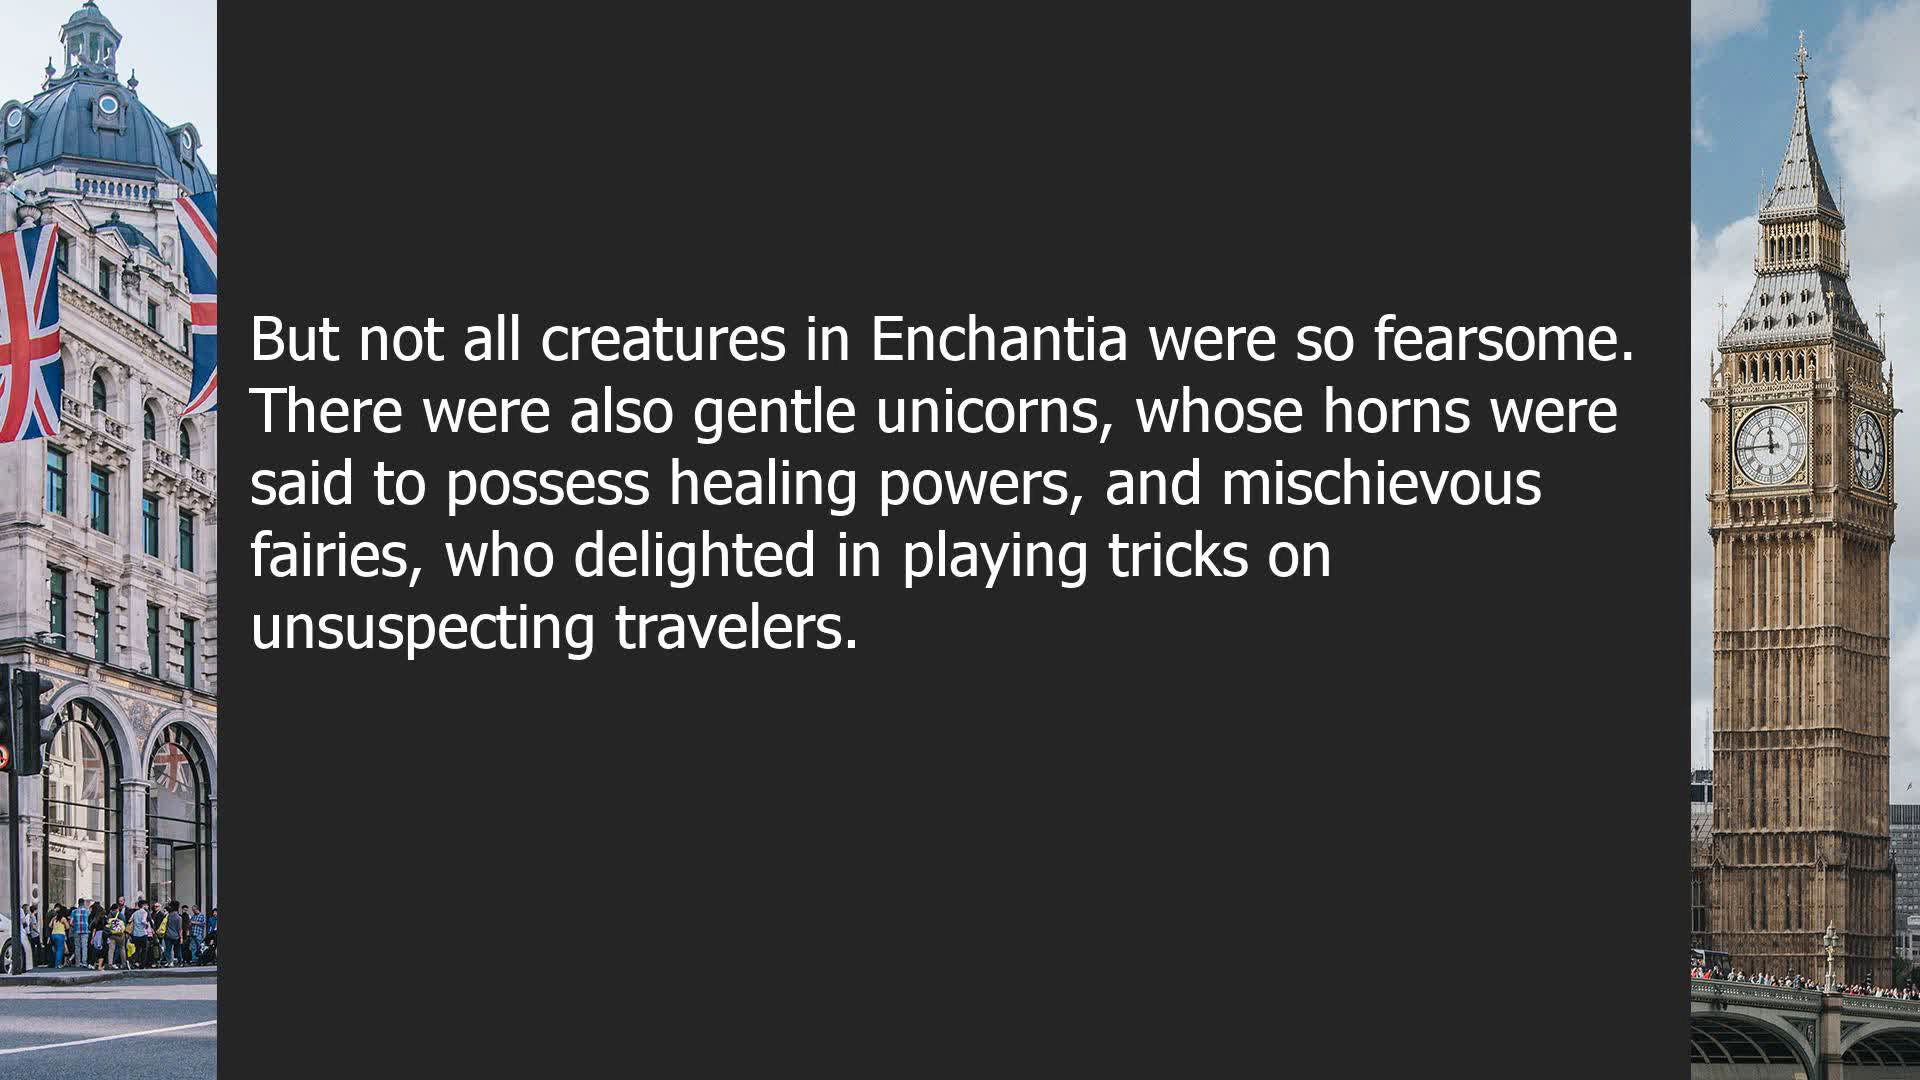 But not all creatures in Enchantia were so fearsome.
There were also gentle unicorns, whose horns were
said to possess healing powers, and mischievous
fairies, who delighted in playing tricks on
unsuspecting travelers.